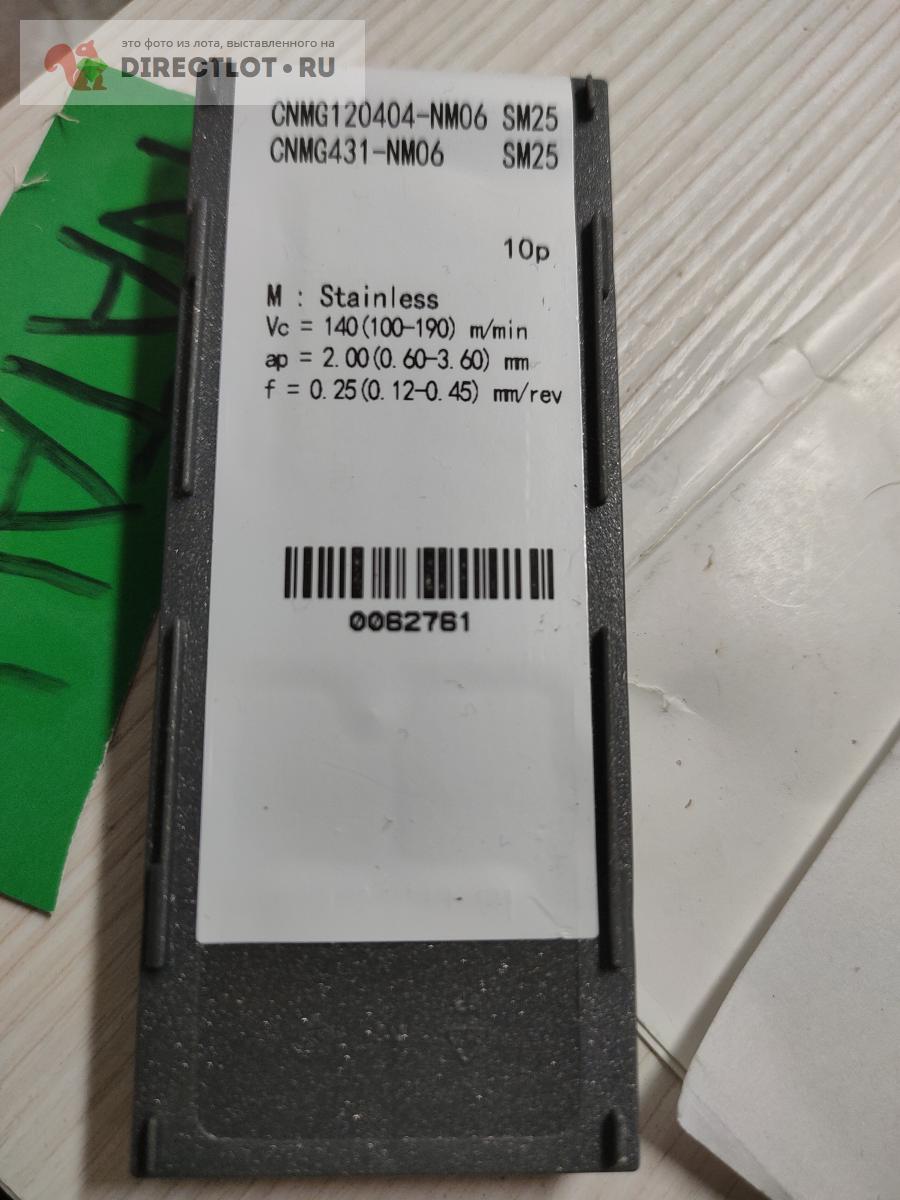 это фото из лота, выставленного на
DIRECTLOT.RU
CNMG120404-NM06 SM25
CNMG431-NM06 SM25
10p
M : Stainless
Vc = 140(100-190) m/min
ap = 2.00(0.60-3.60) mm
f = 0.25(0.12-0.45) mm/rev
0062761